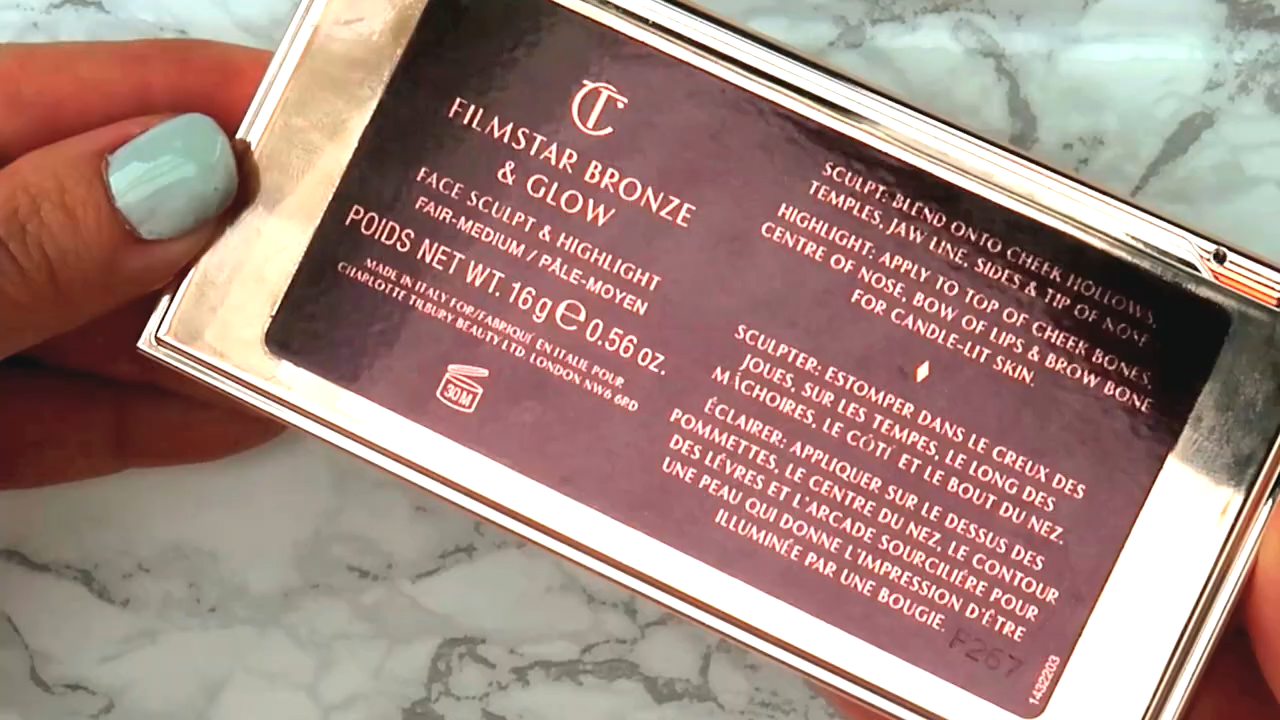 CT
FILMSTAR BRONZE
& GLOW
FACE SCULPT & HIGHLIGHT
FAIR-MEDIUM / PÂLE-MOYEN
POIDS NET WT. 16g ℮ 0.56 oz.
MADE IN ITALY FOR/FABRIQUÉ EN ITALIE POUR
CHARLOTTE TILBURY BEAUTY LTD. LONDON NW6 6RD
30M
SCULPT: BLEND ONTO CHEEK HOLLOWS,
TEMPLES, JAW LINE, SIDES & TIP OF NOSE
HIGHLIGHT: APPLY TO TOP OF CHEEK BONES,
CENTRE OF NOSE, BOW OF LIPS & BROW BONE
FOR CANDLE-LIT SKIN.
SCULPTER: ESTOMPER DANS LE CREUX DES
JOUES, SUR LES TEMPES, LE LONG DES
MÂCHOIRES, LE CÔTÉ ET LE BOUT DU NEZ.
ÉCLAIRER: APPLIQUER SUR LE DESSUS DES
POMMETTES, LE CENTRE DU NEZ, LE CONTOUR
DES LÉVRES ET L'ARCADE SOURCILIÉRE POUR
UNE PEAU QUI DONNE L'IMPRESSION D'ÊTRE
ILLUMINÉE PAR UNE BOUGIE.
F267
1432203